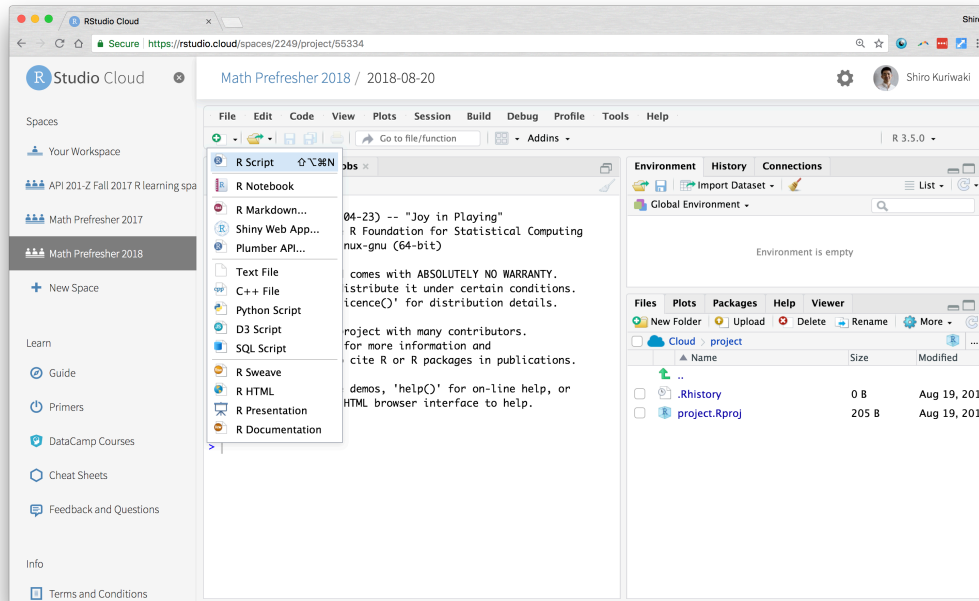 RStudio Cloud
Shiro
Secure https://rstudio.cloud/spaces/2249/project/55334
R Studio Cloud
Math Prefresher 2018 / 2018-08-20
Shiro Kuriwaki
Spaces
Your Workspace
API 201-Z Fall 2017 R learning spa
Math Prefresher 2017
Math Prefresher 2018
New Space
Learn
Guide
Primers
DataCamp Courses
Cheat Sheets
Feedback and Questions
Info
Terms and Conditions
File Edit Code View Plots Session Build Debug Profile Tools Help
Go to file/function
Addins
R 3.5.0
obs
R Script ⇧⌥⌘N
R Notebook
R Markdown...
Shiny Web App...
Plumber API...
Text File
C++ File
Python Script
D3 Script
SQL Script
R Sweave
R HTML
R Presentation
R Documentation
04-23) -- "Joy in Playing"
R Foundation for Statistical Computing
nux-gnu (64-bit)
comes with ABSOLUTELY NO WARRANTY.
istribute it under certain conditions.
icence()' for distribution details.
project with many contributors.
for more information and
cite R or R packages in publications.
demos, 'help()' for on-line help, or
HTML browser interface to help.
>
Environment History Connections
Import Dataset
List
Global Environment
Environment is empty
Files Plots Packages Help Viewer
New Folder Upload Delete Rename More
Cloud project
...
Name Size Modified
..
.Rhistory 0 B Aug 19, 201
project.Rproj 205 B Aug 19, 201